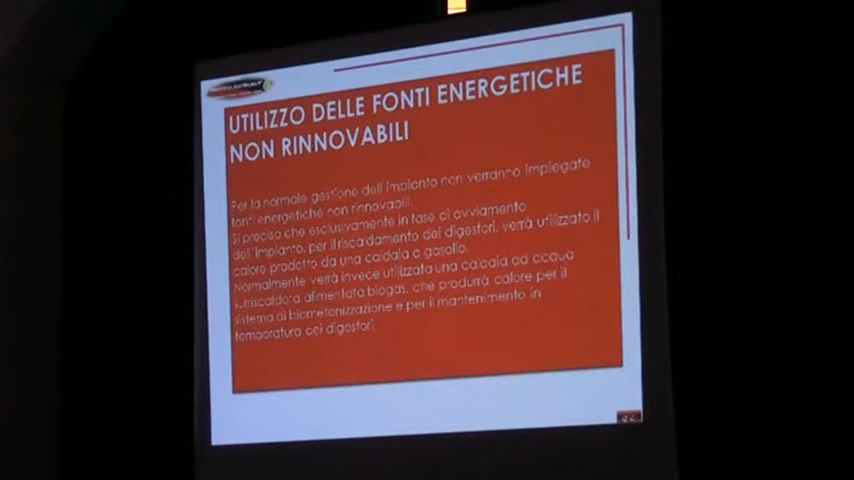 UTILIZZO DELLE FONTI ENERGETICHE
NON RINNOVABILI
Per la normale gestione dell'impianto non verranno impiegate
fonti energetiche non rinnovabili.
Si precisa che esclusivamente in fase di avviamento
dell'impianto, per il riscaldamento dei digestori, verrà utilizzato il
calore prodotto da una caldaia a gasolio.
Normalmente verrà invece utilizzata una caldaia ad acqua
surriscaldata alimentata biogas, che produrrà calore per il
sistema di biometanizzazione e per il mantenimento in
temperatura dei digestori.